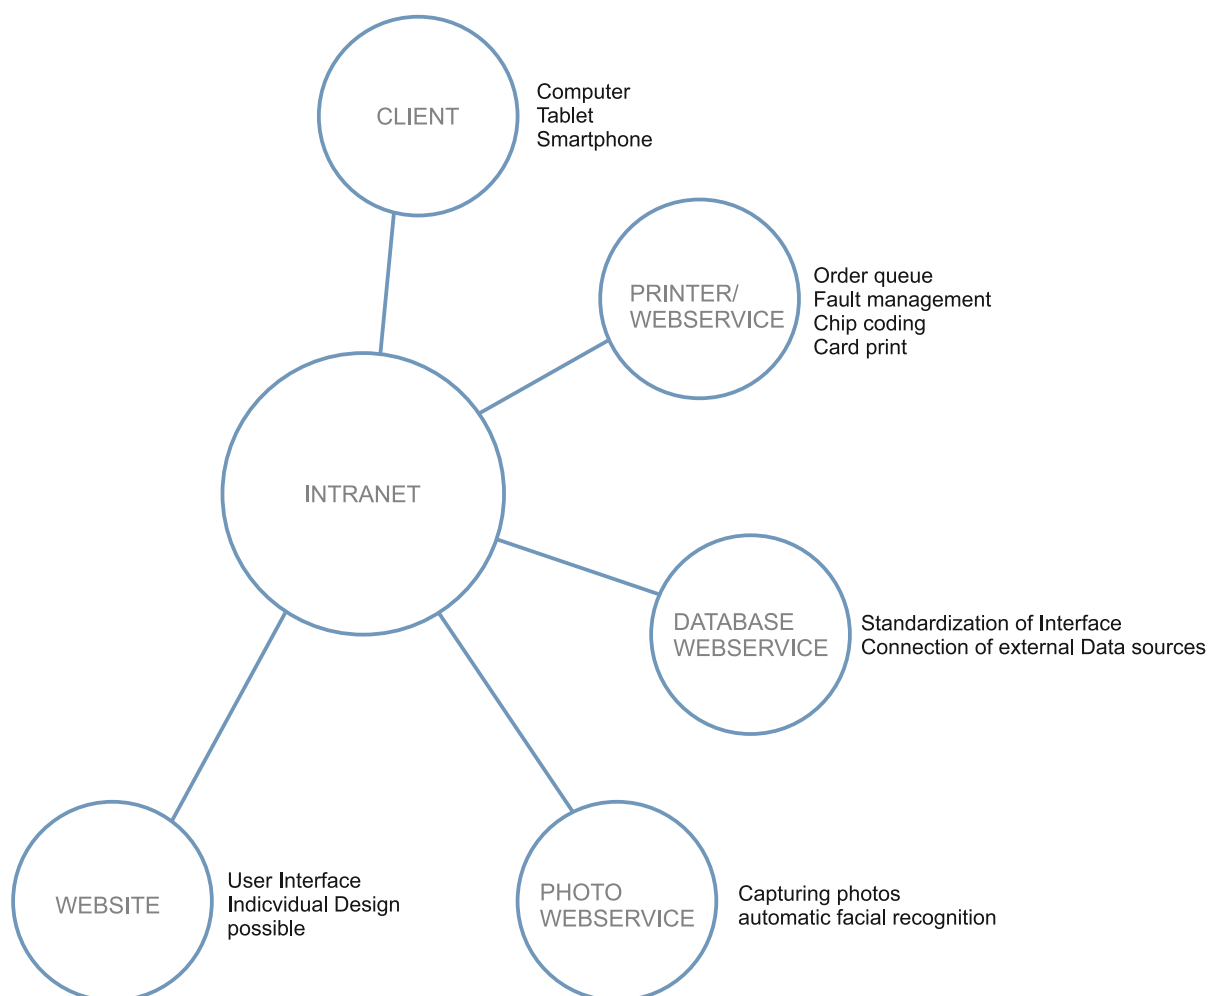 CLIENT
Computer
Tablet
Smartphone
PRINTER/
WEBSERVICE
Order queue
Fault management
Chip coding
Card print
INTRANET
DATABASE
WEBSERVICE
Standardization of Interface
Connection of external Data sources
WEBSITE
User Interface
Indicvidual Design
possible
PHOTO
WEBSERVICE
Capturing photos
automatic facial recognition